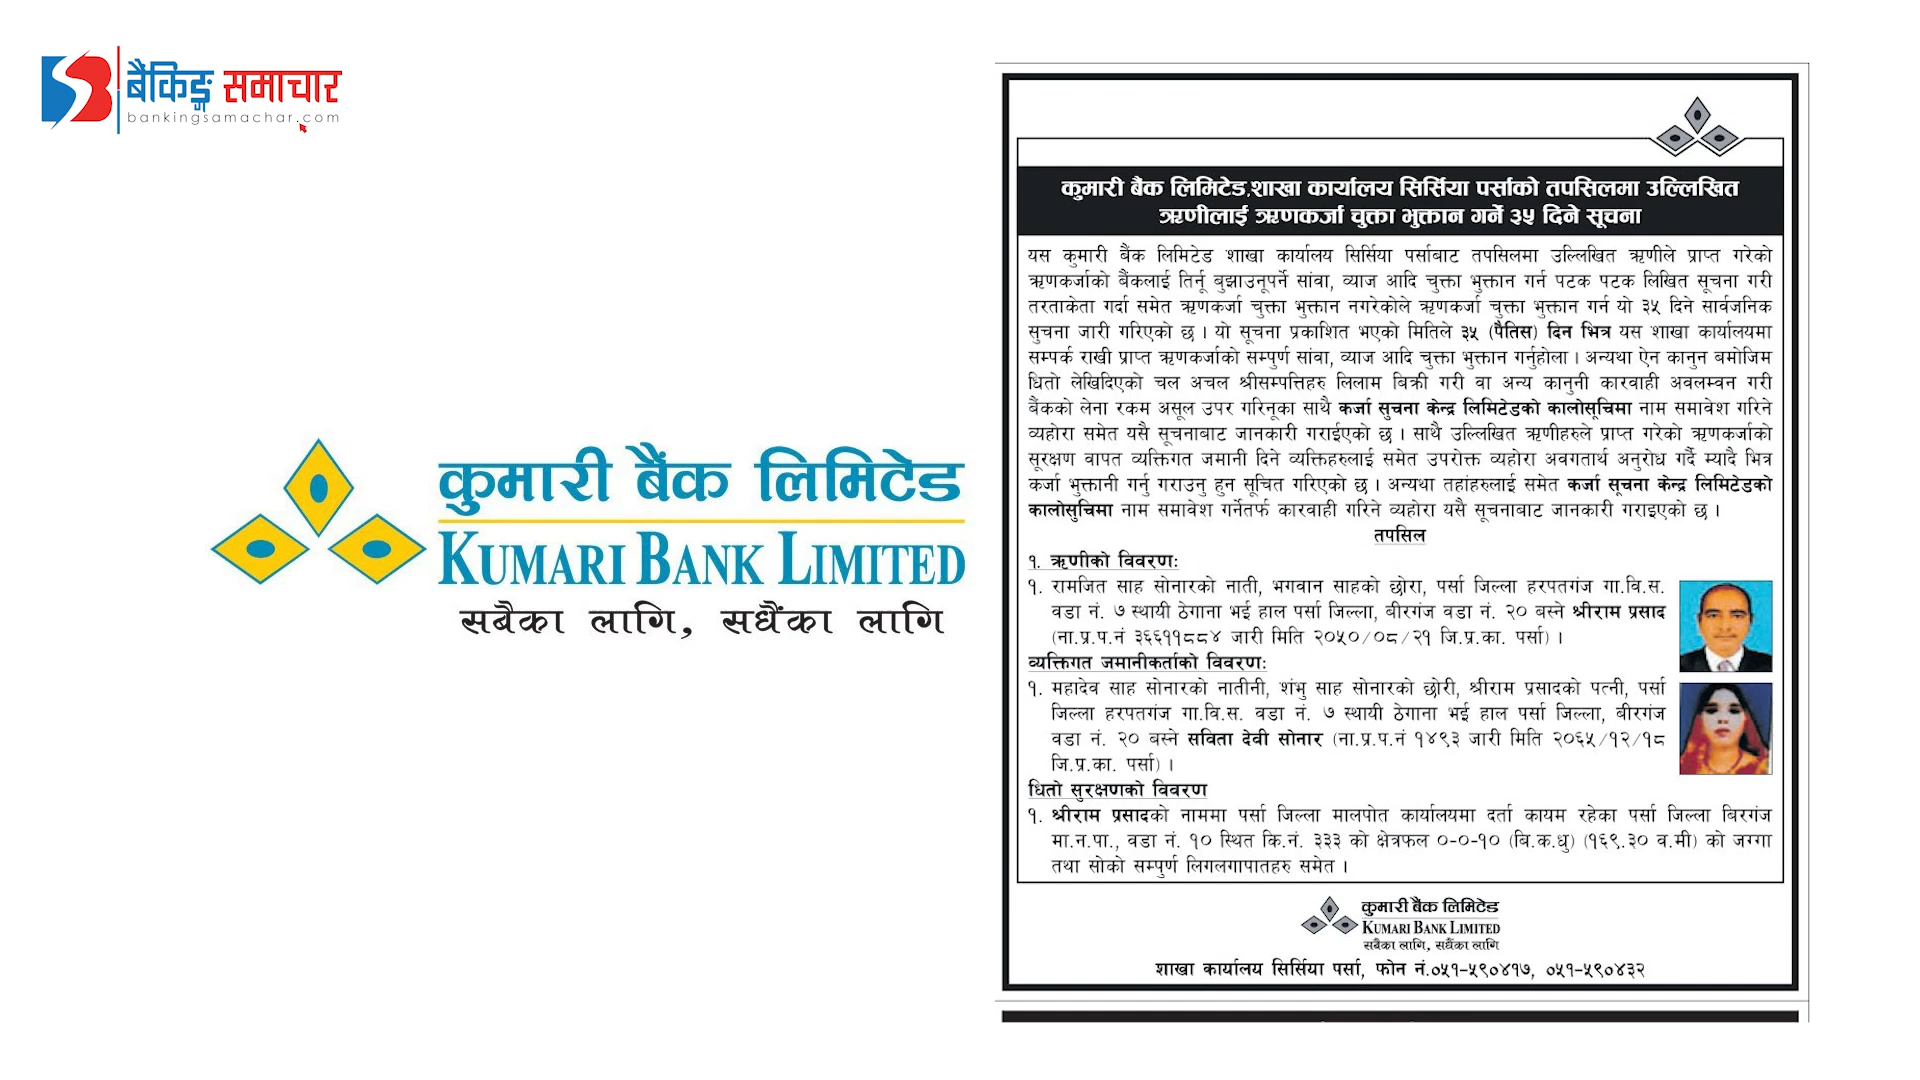 बैंकिङ्ग समाचार
bankingsamachar.com
कुमारी बैंक लिमिटेड
KUMARI BANK LIMITED
सबैका लागि, सधैंका लागि
कुमारी बैंक लिमिटेड,शाखा कार्यालय सिर्सिया पर्साको तपसिलमा उल्लिखित
ऋणीलाई ऋणकर्जा चुक्ता भुक्तान गर्ने ३५ दिने सूचना
यस कुमारी बैंक लिमिटेड शाखा कार्यालय सिर्सिया पर्साबाट तपसिलमा उल्लिखित ऋणीले प्राप्त गरेको
ऋणकर्जाको बैंकलाई तिर्नू बुझाउनूपर्ने सांवा, व्याज आदि चुक्ता भुक्तान गर्न पटक पटक लिखित सूचना गरी
तरताकेता गर्दा समेत ऋणकर्जा चुक्ता भुक्तान नगरेकोले ऋणकर्जा चुक्ता भुक्तान गर्न यो ३५ दिने सार्वजनिक
सुचना जारी गरिएको छ । यो सूचना प्रकाशित भएको मितिले ३५ (पैंतिस) दिन भित्र यस शाखा कार्यालयमा
सम्पर्क राखी प्राप्त ऋणकर्जाको सम्पुर्ण सांवा, व्याज आदि चुक्ता भुक्तान गर्नुहोला । अन्यथा ऐन कानुन बमोजिम
धितो लेखिदिएको चल अचल श्रीसम्पत्तिहरु लिलाम बिक्री गरी वा अन्य कानुनी कारवाही अवलम्वन गरी
बैंकको लेना रकम असूल उपर गरिनूका साथै कर्जा सुचना केन्द्र लिमिटेडको कालोसूचिमा नाम समावेश गरिने
व्यहोरा समेत यसै सूचनाबाट जानकारी गराईएको छ । साथै उल्लिखित ऋणीहरुले प्राप्त गरेको ऋणकर्जाको
सूरक्षण वापत व्यक्तिगत जमानी दिने व्यक्तिहरुलाई समेत उपरोक्त व्यहोरा अवगतार्थ अनुरोध गर्दै म्यादै भित्र
कर्जा भुक्तानी गर्नु गराउनु हुन सूचित गरिएको छ । अन्यथा तहांहरुलाई समेत कर्जा सूचना केन्द्र लिमिटेडको
कालोसुचिमा नाम समावेश गर्नेतर्फ कारवाही गरिने व्यहोरा यसै सूचनाबाट जानकारी गराइएको छ ।
तपसिल
१. ऋणीको विवरण:
१. रामजित साह सोनारको नाती, भगवान साहको छोरा, पर्सा जिल्ला हरपतगंज गा.वि.स.
वडा नं. ७ स्थायी ठेगाना भई हाल पर्सा जिल्ला, बीरगंज वडा नं. २० बस्ने श्रीराम प्रसाद
(ना.प्र.प.नं ३६६११८८४ जारी मिति २०५०/०८/२१ जि.प्र.का. पर्सा) ।
व्यक्तिगत जमानीकर्ताको विवरण:
१. महादेव साह सोनारको नातीनी, शंभु साह सोनारको छोरी, श्रीराम प्रसादको पत्नी, पर्सा
जिल्ला हरपतगंज गा.वि.स. वडा नं. ७ स्थायी ठेगाना भई हाल पर्सा जिल्ला, बीरगंज
वडा नं. २० बस्ने सविता देवी सोनार (ना.प्र.प.नं १४९३ जारी मिति २०६५/१२/१८
जि.प्र.का. पर्सा) ।
धितो सुरक्षणको विवरण
१. श्रीराम प्रसादको नाममा पर्सा जिल्ला मालपोत कार्यालयमा दर्ता कायम रहेका पर्सा जिल्ला बिरगंज
मा.न.पा., वडा नं. १० स्थित कि.नं. ३३३ को क्षेत्रफल ०-०-१० (बि.क.धु) (१६९.३० व.मी) को जग्गा
तथा सोको सम्पुर्ण लिगलगापातहरु समेत ।
कुमारी बैंक लिमिटेड
KUMARI BANK LIMITED
सबैका लागि, सधैंका लागि
शाखा कार्यालय सिर्सिया पर्सा, फोन नं.०५१-५९०४१७, ०५१-५९०४३२